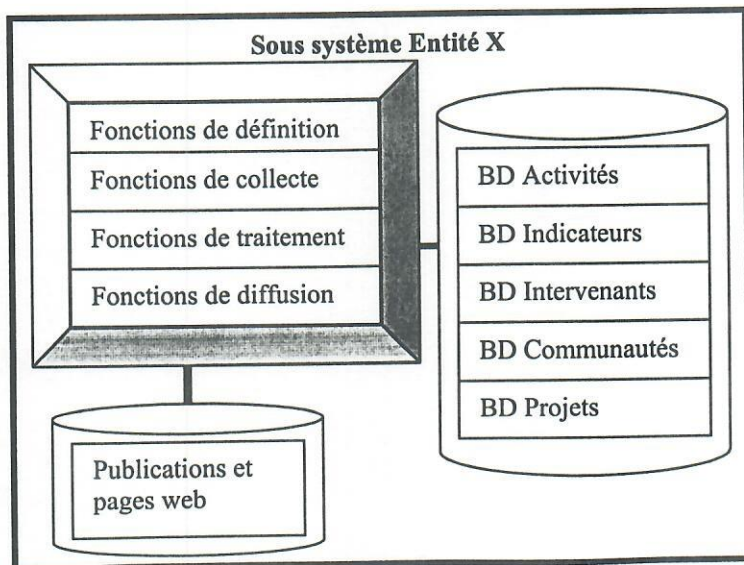 Sous système Entité X
Fonctions de définition
Fonctions de collecte
Fonctions de traitement
Fonctions de diffusion
BD Activités
BD Indicateurs
BD Intervenants
BD Communautés
BD Projets
Publications et
pages web